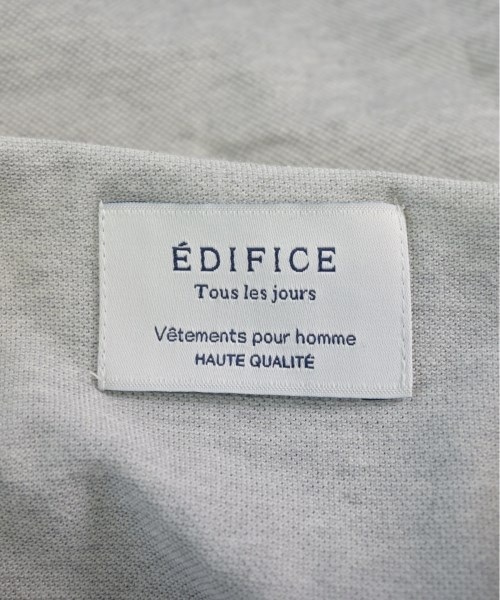 ÉDIFICE
Tous les jours
Vêtements pour homme
HAUTE QUALITÉ